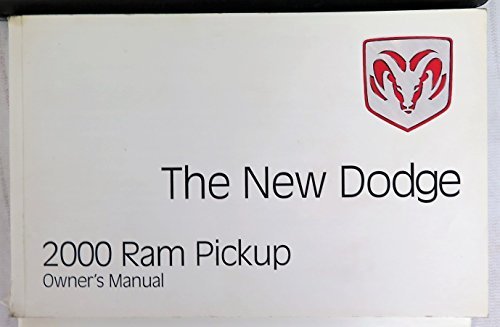 The New Dodge
2000 Ram Pickup
Owner's Manual